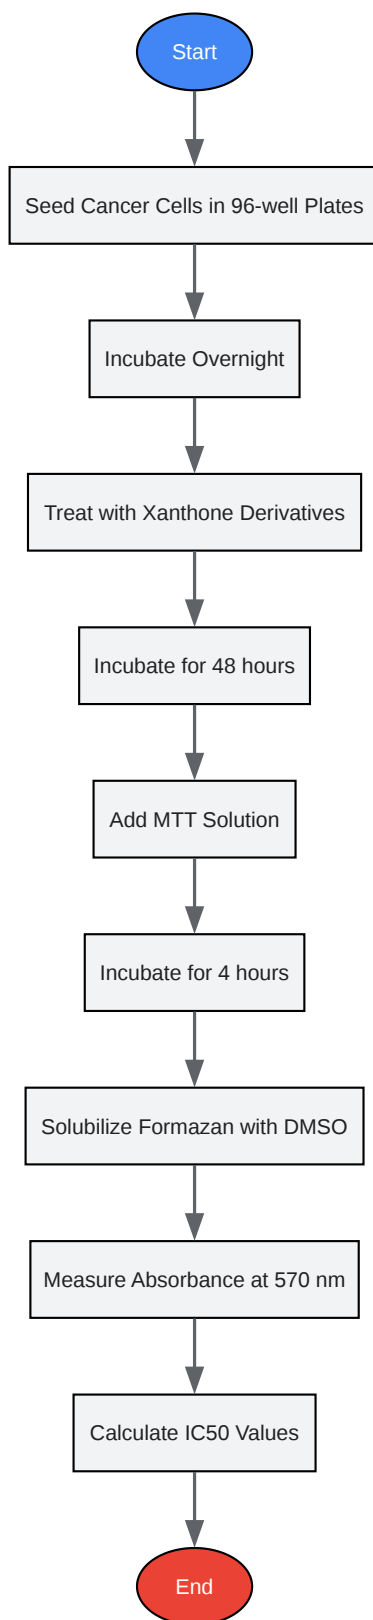 Start
Seed Cancer Cells in 96-well Plates
Incubate Overnight
Treat with Xanthone Derivatives
Incubate for 48 hours
Add MTT Solution
Incubate for 4 hours
Solubilize Formazan with DMSO
Measure Absorbance at 570 nm
Calculate IC50 Values
End